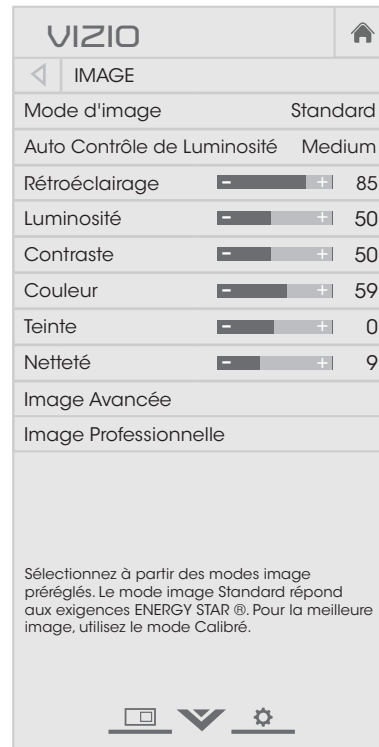 VIZIO
IMAGE
Mode d'image Standard
Auto Contrôle de Luminosité Medium
Rétroéclairage - + 85
Luminosité - + 50
Contraste - + 50
Couleur - + 59
Teinte - + 0
Netteté - + 9
Image Avancée
Image Professionnelle
Sélectionnez à partir des modes image
préréglés. Le mode image Standard répond
aux exigences ENERGY STAR ®. Pour la meilleure
image, utilisez le mode Calibré.